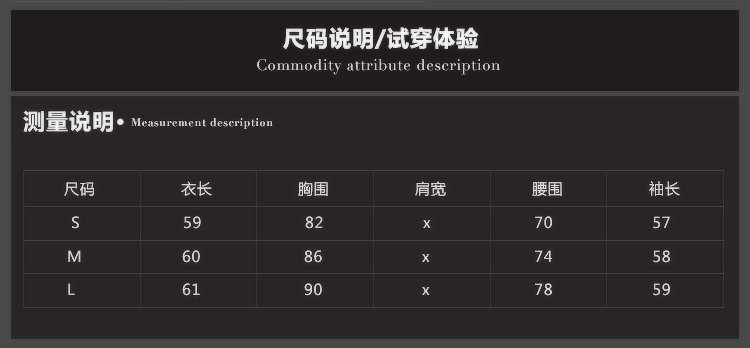 尺码说明/试穿体验
Commodity attribute description
测量说明• Measurement description
尺码 衣长 胸围 肩宽 腰围 袖长
S 59 82 x 70 57
M 60 86 x 74 58
L 61 90 x 78 59